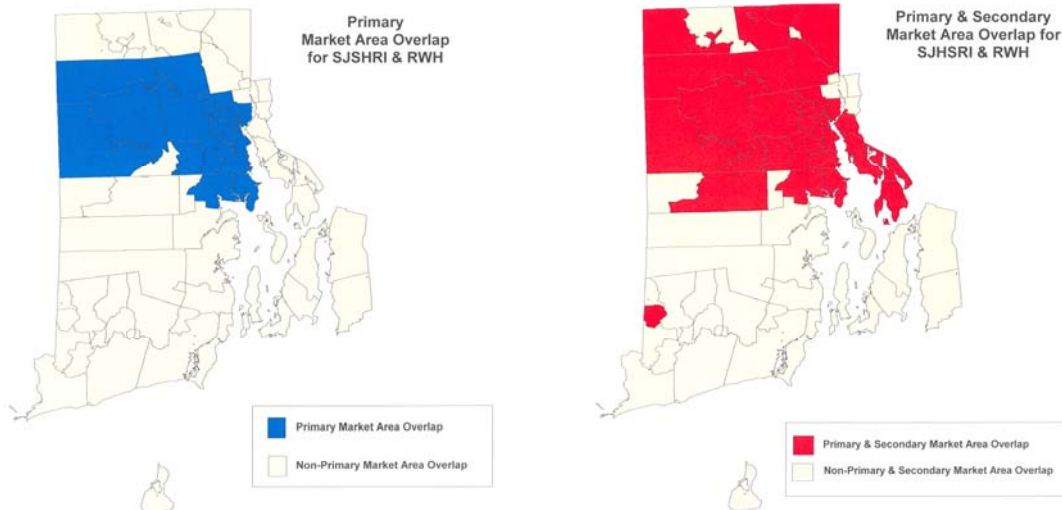 Primary
Market Area Overlap
for SJSHRI & RWH
Primary Market Area Overlap
Non-Primary Market Area Overlap
Primary & Secondary
Market Area Overlap for
SJHSRI & RWH
Primary & Secondary Market Area Overlap
Non-Primary & Secondary Market Area Overlap